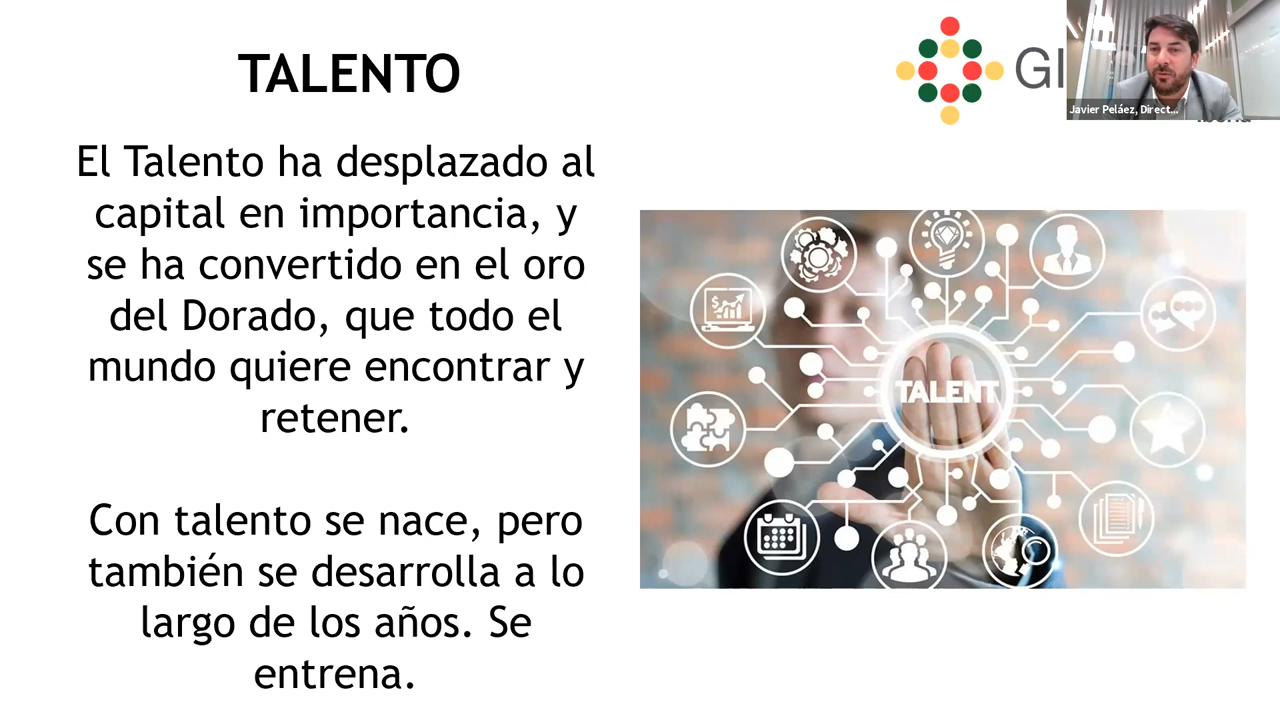 TALENTO
GI
Javier Peláez, Direct...
El Talento ha desplazado al
capital en importancia, y
se ha convertido en el oro
del Dorado, que todo el
mundo quiere encontrar y
retener.
TALENT
Con talento se nace, pero
también se desarrolla a lo
largo de los años. Se
entrena.